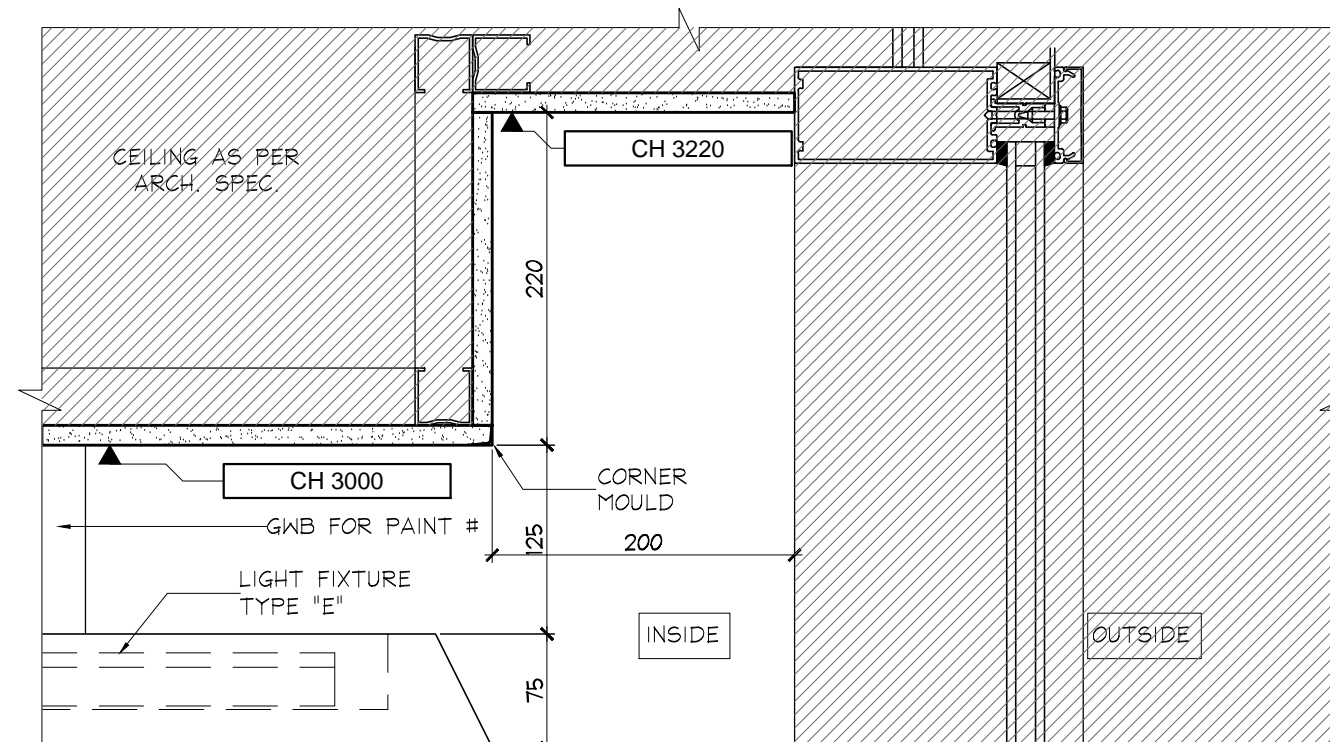 CEILING AS PER
ARCH. SPEC.
CH 3220
220
CH 3000
CORNER
MOULD
GWB FOR PAINT #
125
200
LIGHT FIXTURE
TYPE "E"
INSIDE
OUTSIDE
75